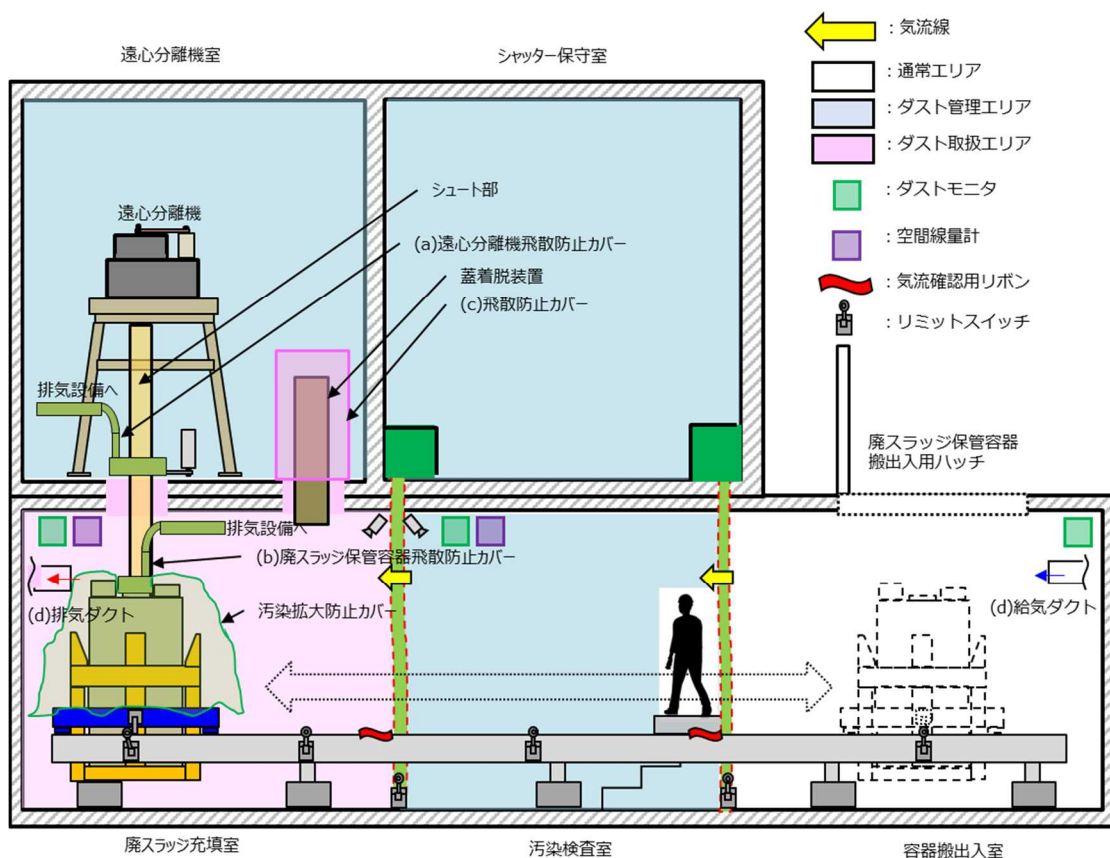 遠心分離機室
シャッター保守室
：気流線
：通常エリア
：ダスト管理エリア
：ダスト取扱エリア
：ダストモニタ
：空間線量計
：気流確認用リボン
：リミットスイッチ
シュート部
遠心分離機
(a)遠心分離機飛散防止カバー
蓋着脱装置
(c)飛散防止カバー
排気設備へ
廃スラッジ保管容器
搬出入用ハッチ
排気設備へ
(b)廃スラッジ保管容器飛散防止カバー
(d)排気ダクト
汚染拡大防止カバー
(d)給気ダクト
廃スラッジ充填室
汚染検査室
容器搬出入室